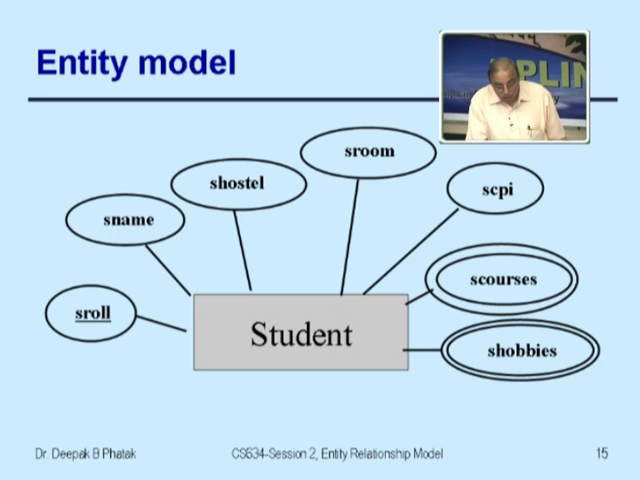 Entity model
PLIN
sroom
shostel
scpi
sname
scourses
sroll
Student
shobbies
Dr. Deepak B Phatak
CS634-Session 2, Entity Relationship Model
15